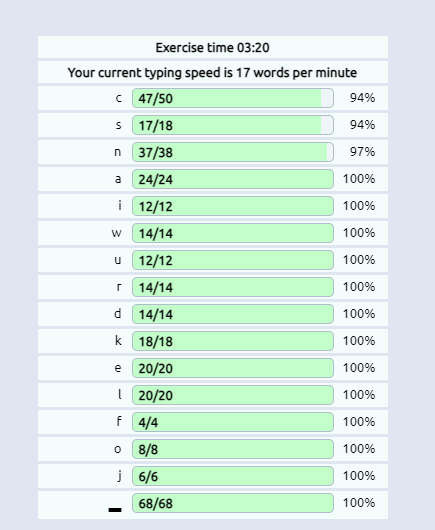 Exercise time 03:20
Your current typing speed is 17 words per minute
c 47/50 94%
s 17/18 94%
n 37/38 97%
a 24/24 100%
i 12/12 100%
w 14/14 100%
u 12/12 100%
r 14/14 100%
d 14/14 100%
k 18/18 100%
e 20/20 100%
l 20/20 100%
f 4/4 100%
o 8/8 100%
j 6/6 100%
_ 68/68 100%